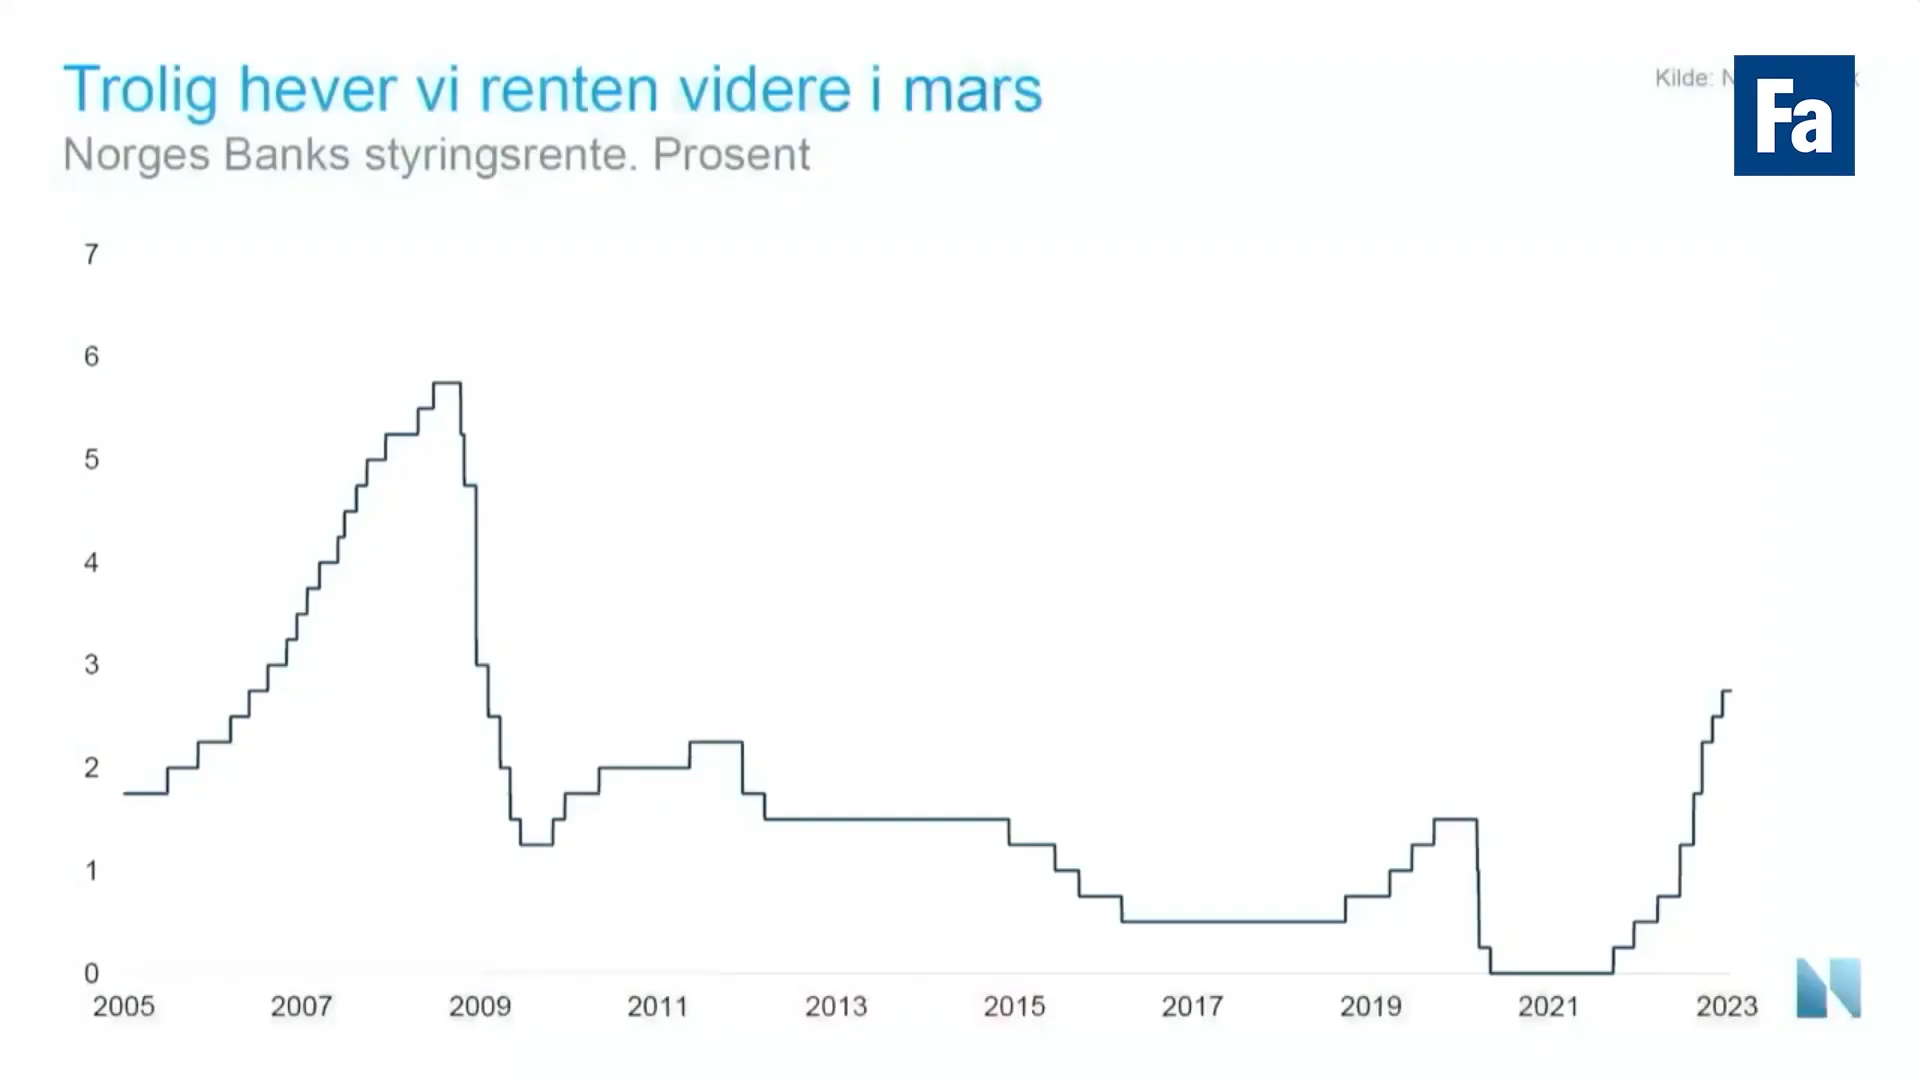 Trolig hever vi renten videre i mars
Norges Banks styringsrente. Prosent
Kilde:
Fa
7
6
5
4
3
2
1
0
2005 2007 2009 2011 2013 2015 2017 2019 2021 2023